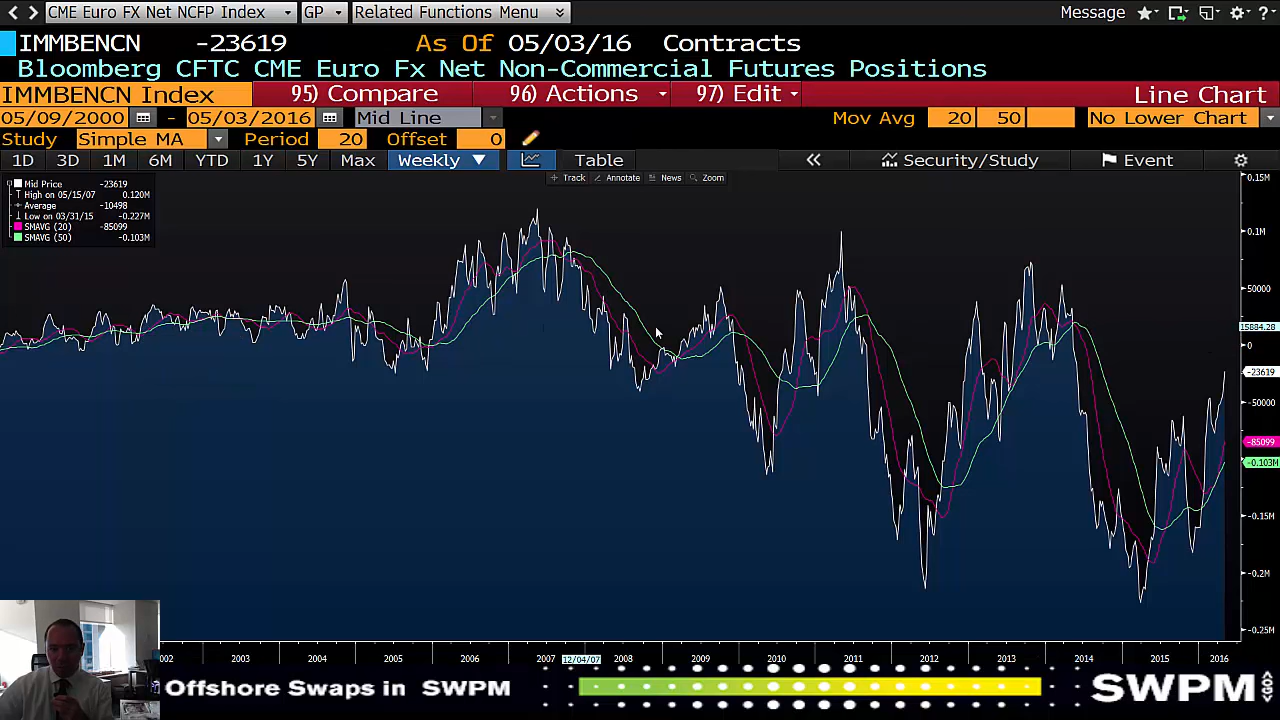 CME Euro FX Net NCFP Index GP Related Functions Menu Message ?
IMMBENCN -23619 As Of 05/03/16 Contracts
Bloomberg CFTC CME Euro Fx Net Non-Commercial Futures Positions
IMMBENCN Index 95) Compare 96) Actions 97) Edit Line Chart
05/09/2000 - 05/03/2016 Mid Line Mov Avg 20 50 No Lower Chart
Study Simple MA Period 20 Offset 0
1D 3D 1M 6M YTD 1Y 5Y Max Weekly ▼ Table « Security/Study Event
Track Annotate News Zoom
Mid Price -23619
High on 05/15/07 0.120M
Average -10498
Low on 03/31/15 -0.227M
SMAVG (20) -85099
SMAVG (50) -0.103M
0.15M
0.1M
50000
15884.28
0
-23619
-50000
-85099
-0.103M
-0.15M
-0.2M
-0.25M
002 2003 2004 2005 2006 2007 12/04/07 2008 2009 2010 2011 2012 2013 2014 2015 2016
Offshore Swaps in SWPM SWPM